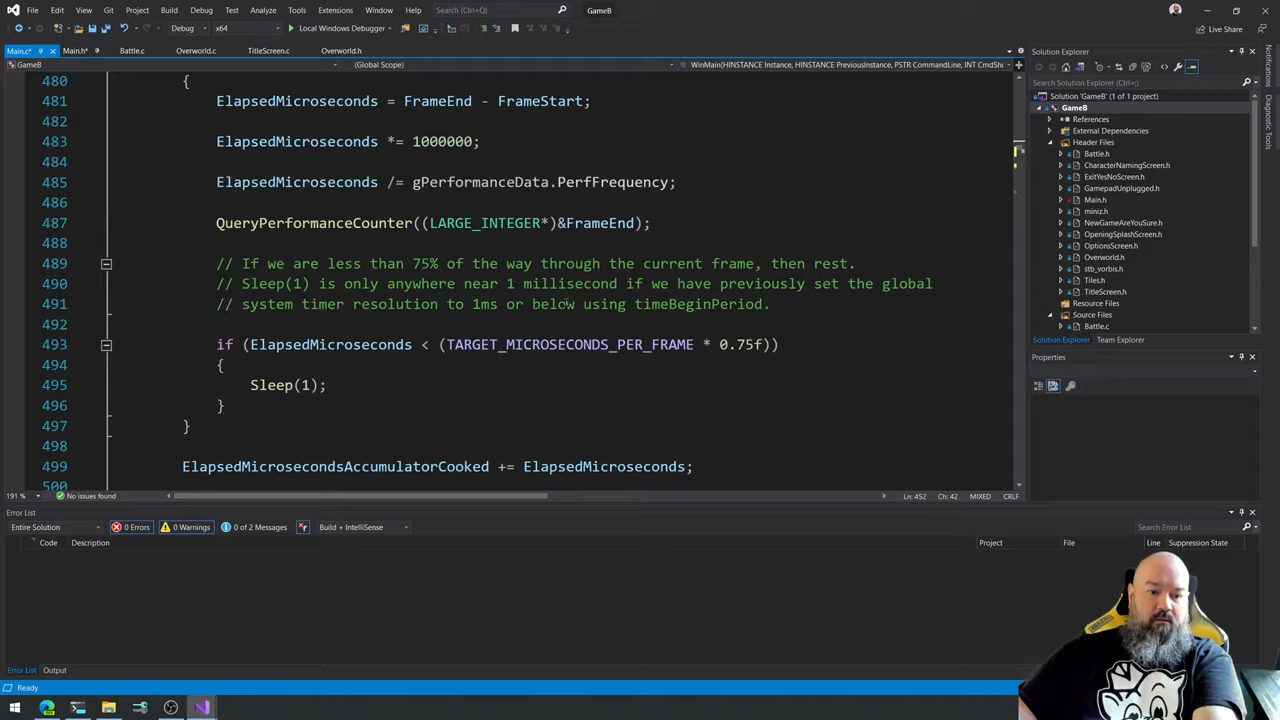 File Edit View Git Project Build Debug Test Analyze Tools Extensions Window Help Search (Ctrl+Q) GameB
Debug x64 Local Windows Debugger Live Share
Main.c* Main.h* Battle.c Overworld.c TitleScreen.c Overworld.h
GameB (Global Scope) WinMain(HINSTANCE Instance, HINSTANCE PreviousInstance, PSTR CommandLine, INT CmdSho
480 {
481 ElapsedMicroseconds = FrameEnd - FrameStart;
482
483 ElapsedMicroseconds *= 1000000;
484
485 ElapsedMicroseconds /= gPerformanceData.PerfFrequency;
486
487 QueryPerformanceCounter((LARGE_INTEGER*)&FrameEnd);
488
489 // If we are less than 75% of the way through the current frame, then rest.
490 // Sleep(1) is only anywhere near 1 millisecond if we have previously set the global
491 // system timer resolution to 1ms or below using timeBeginPeriod.
492
493 if (ElapsedMicroseconds < (TARGET_MICROSECONDS_PER_FRAME * 0.75f))
494 {
495 Sleep(1);
496 }
497 }
498
499 ElapsedMicrosecondsAccumulatorCooked += ElapsedMicroseconds;
500
191 % No issues found Ln: 452 Ch: 42 MIXED CRLF
Solution Explorer
Search Solution Explorer (Ctrl+;)
Solution 'GameB' (1 of 1 project)
GameB
References
External Dependencies
Header Files
Battle.h
CharacterNamingScreen.h
ExitYesNoScreen.h
GamepadUnplugged.h
Main.h
miniz.h
NewGameAreYouSure.h
OpeningSplashScreen.h
OptionsScreen.h
Overworld.h
stb_vorbis.h
Tiles.h
TitleScreen.h
Resource Files
Source Files
Battle.c
Solution Explorer Team Explorer
Properties
Notifications
Diagnostic Tools
Error List
Entire Solution 0 Errors 0 Warnings 0 of 2 Messages Build + IntelliSense Search Error List
Code Description Project File Line Suppression State
Error List Output
Ready